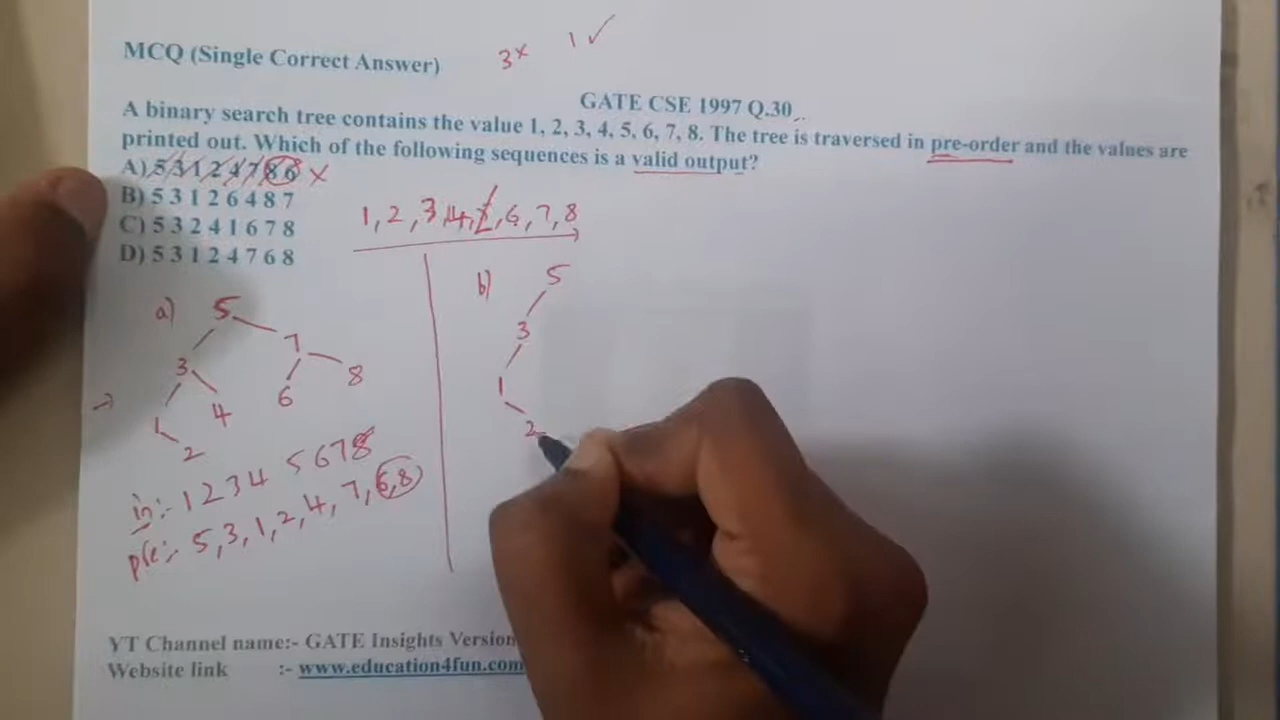 MCQ (Single Correct Answer)
3 x 1 ✓
GATE CSE 1997 Q.30
A binary search tree contains the value 1, 2, 3, 4, 5, 6, 7, 8. The tree is traversed in pre-order and the values are
printed out. Which of the following sequences is a valid output?
A) 5 3 1 2 4 7 8 6 x
B) 5 3 1 2 6 4 8 7
C) 5 3 2 4 1 6 7 8
D) 5 3 1 2 4 7 6 8
1, 2, 3, 4, 5, 6, 7, 8
a) 5
7
3
8
6
4
1
2
in:- 1 2 3 4 5 6 7 8
pre:- 5, 3, 1, 2, 4, 7, 6, 8
b) 5
3
1
2
YT Channel name:- GATE Insights Version
Website link :- www.education4fun.com